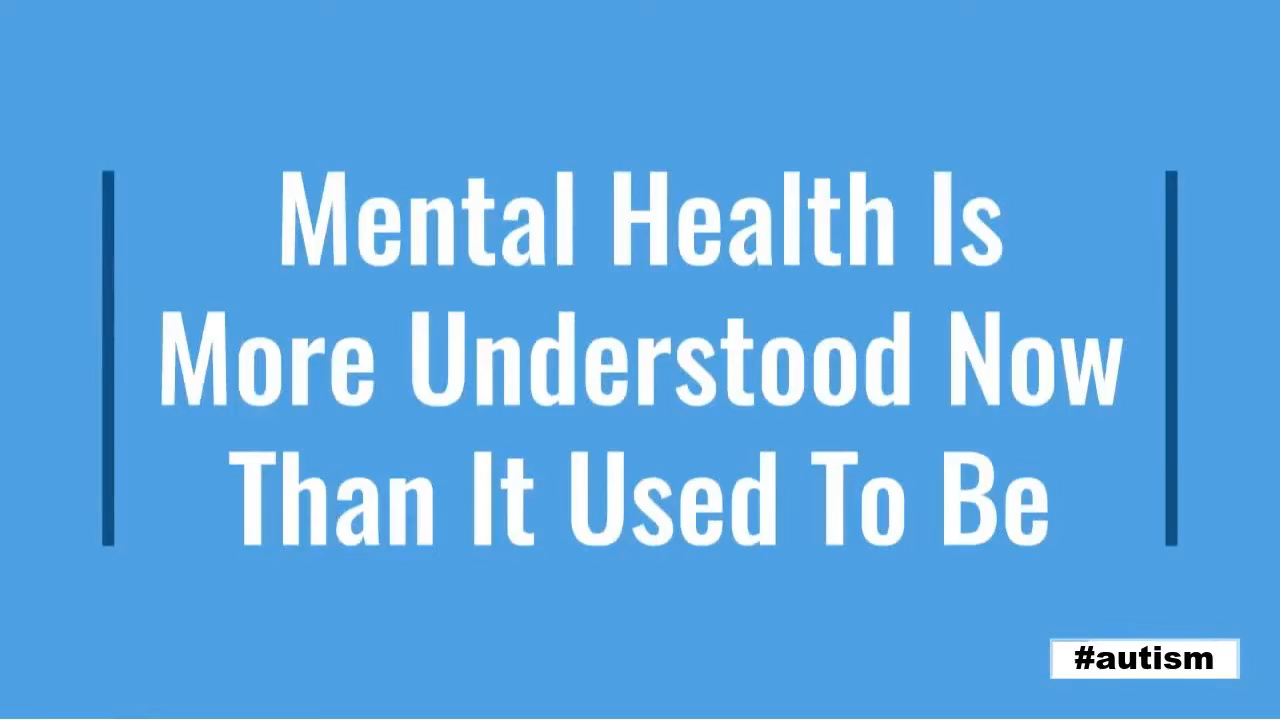 Mental Health Is
More Understood Now
Than It Used To Be
#autism